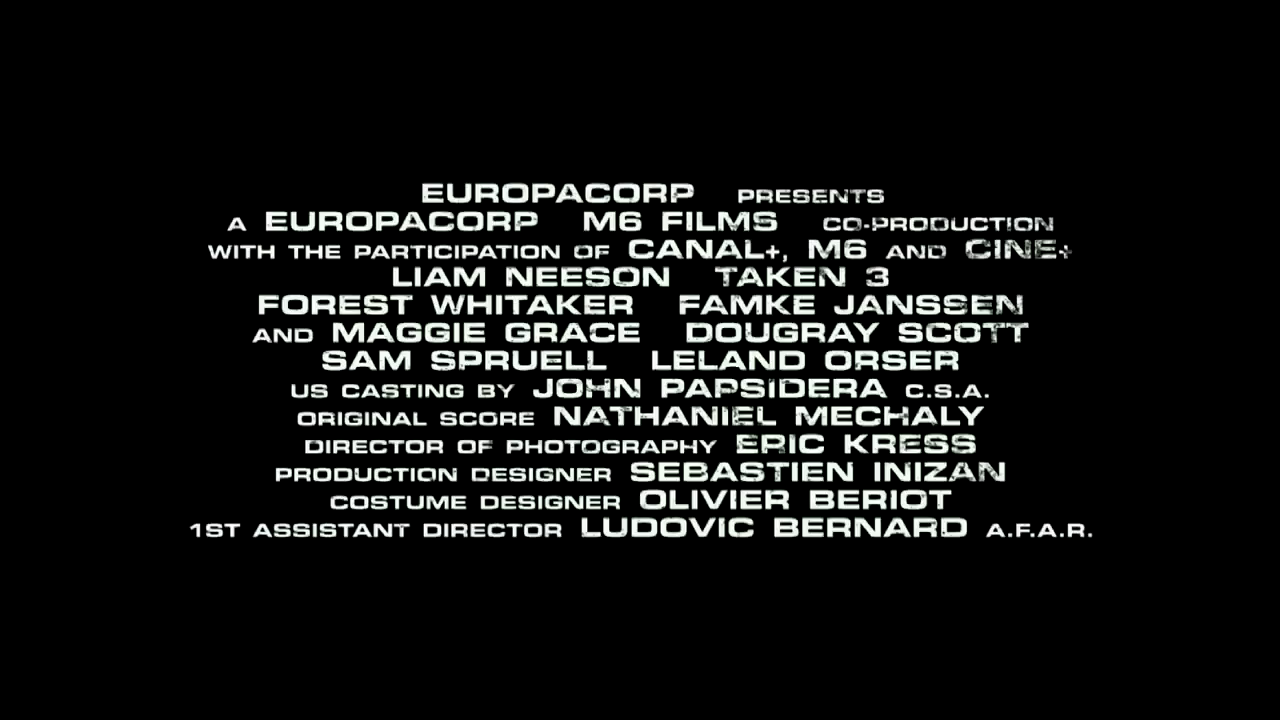 EUROPACORP PRESENTS
A EUROPACORP M6 FILMS CO-PRODUCTION
WITH THE PARTICIPATION OF CANAL+, M6 AND CINE+
LIAM NEESON TAKEN 3
FOREST WHITAKER FAMKE JANSSEN
AND MAGGIE GRACE DOUGRAY SCOTT
SAM SPRUELL LELAND ORSER
US CASTING BY JOHN PAPSIDERA C.S.A.
ORIGINAL SCORE NATHANIEL MECHALY
DIRECTOR OF PHOTOGRAPHY ERIC KRESS
PRODUCTION DESIGNER SEBASTIEN INIZAN
COSTUME DESIGNER OLIVIER BERIOT
1ST ASSISTANT DIRECTOR LUDOVIC BERNARD A.F.A.R.